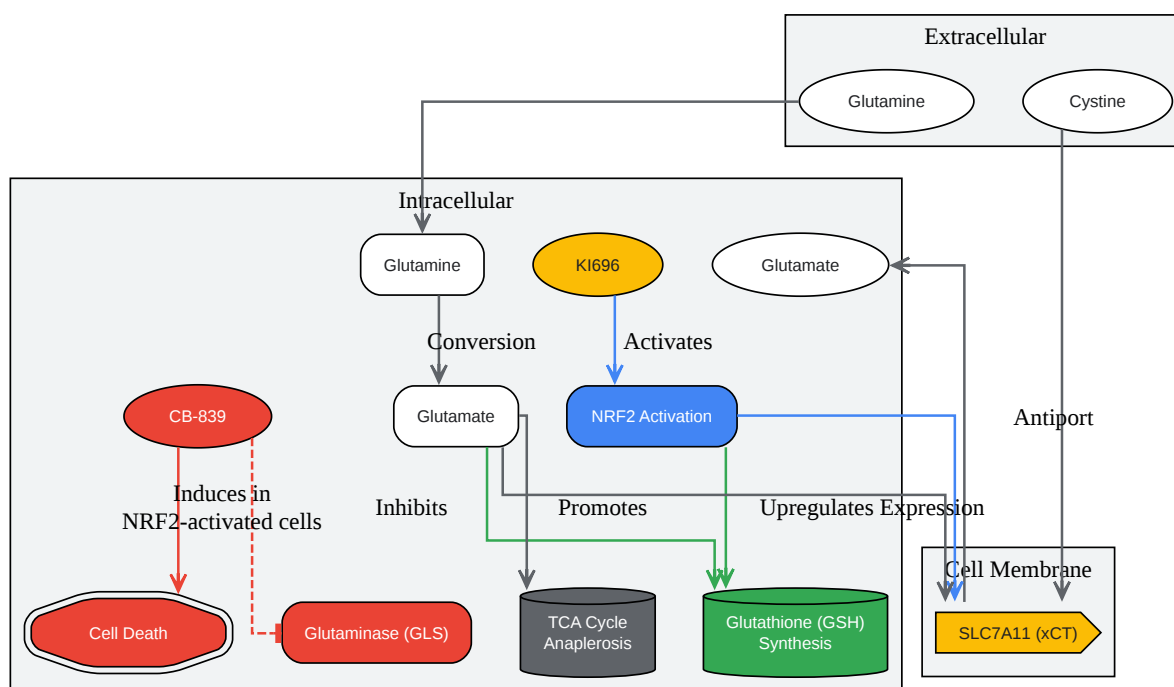 Extracellular
Glutamine
Cystine
Intracellular
Glutamine
KI696
Glutamate
Conversion
Activates
CB-839
Glutamate
NRF2 Activation
Antiport
Induces in
NRF2-activated cells
Inhibits
Promotes
Upregulates Expression
Cell Membrane
Cell Death
Glutaminase (GLS)
TCA Cycle
Anaplerosis
Glutathione (GSH)
Synthesis
SLC7A11 (xCT)